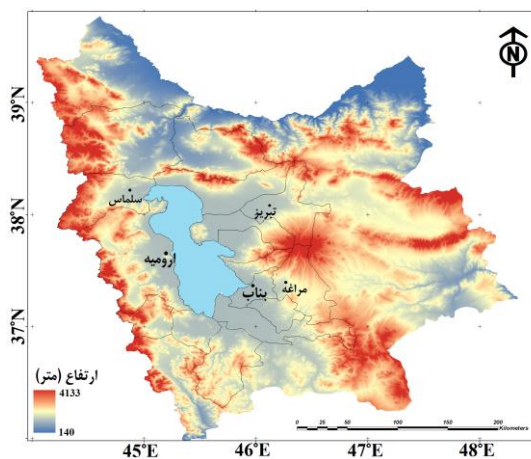 N
39°N
38°N
37°N
سلماس
تبریز
ارومیه
بناب
مراغه
ارتفاع (متر)
4133
140
0 25 50 100 150 200
Kilometers
45°E 46°E 47°E 48°E